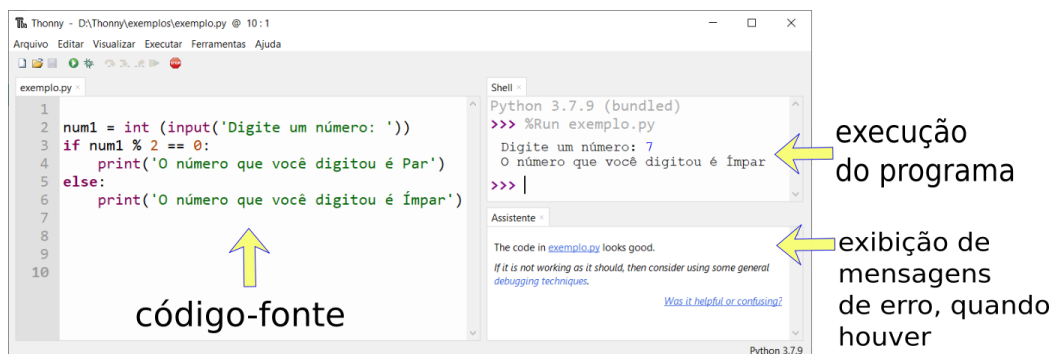 Thonny - D:\Thonny\exemplos\exemplo.py @ 10 : 1
Arquivo Editar Visualizar Executar Ferramentas Ajuda
exemplo.py ×
1
2 num1 = int (input('Digite um número: '))
3 if num1 % 2 == 0:
4 print('O número que você digitou é Par')
5 else:
6 print('O número que você digitou é Ímpar')
7
8
9
10
código-fonte
Shell ×
Python 3.7.9 (bundled)
>>> %Run exemplo.py
Digite um número: 7
O número que você digitou é Ímpar
>>>
execução
do programa
Assistente ×
The code in exemplo.py looks good.
If it is not working as it should, then consider using some general
debugging techniques.
Was it helpful or confusing?
exibição de
mensagens
de erro, quando
houver
Python 3.7.9